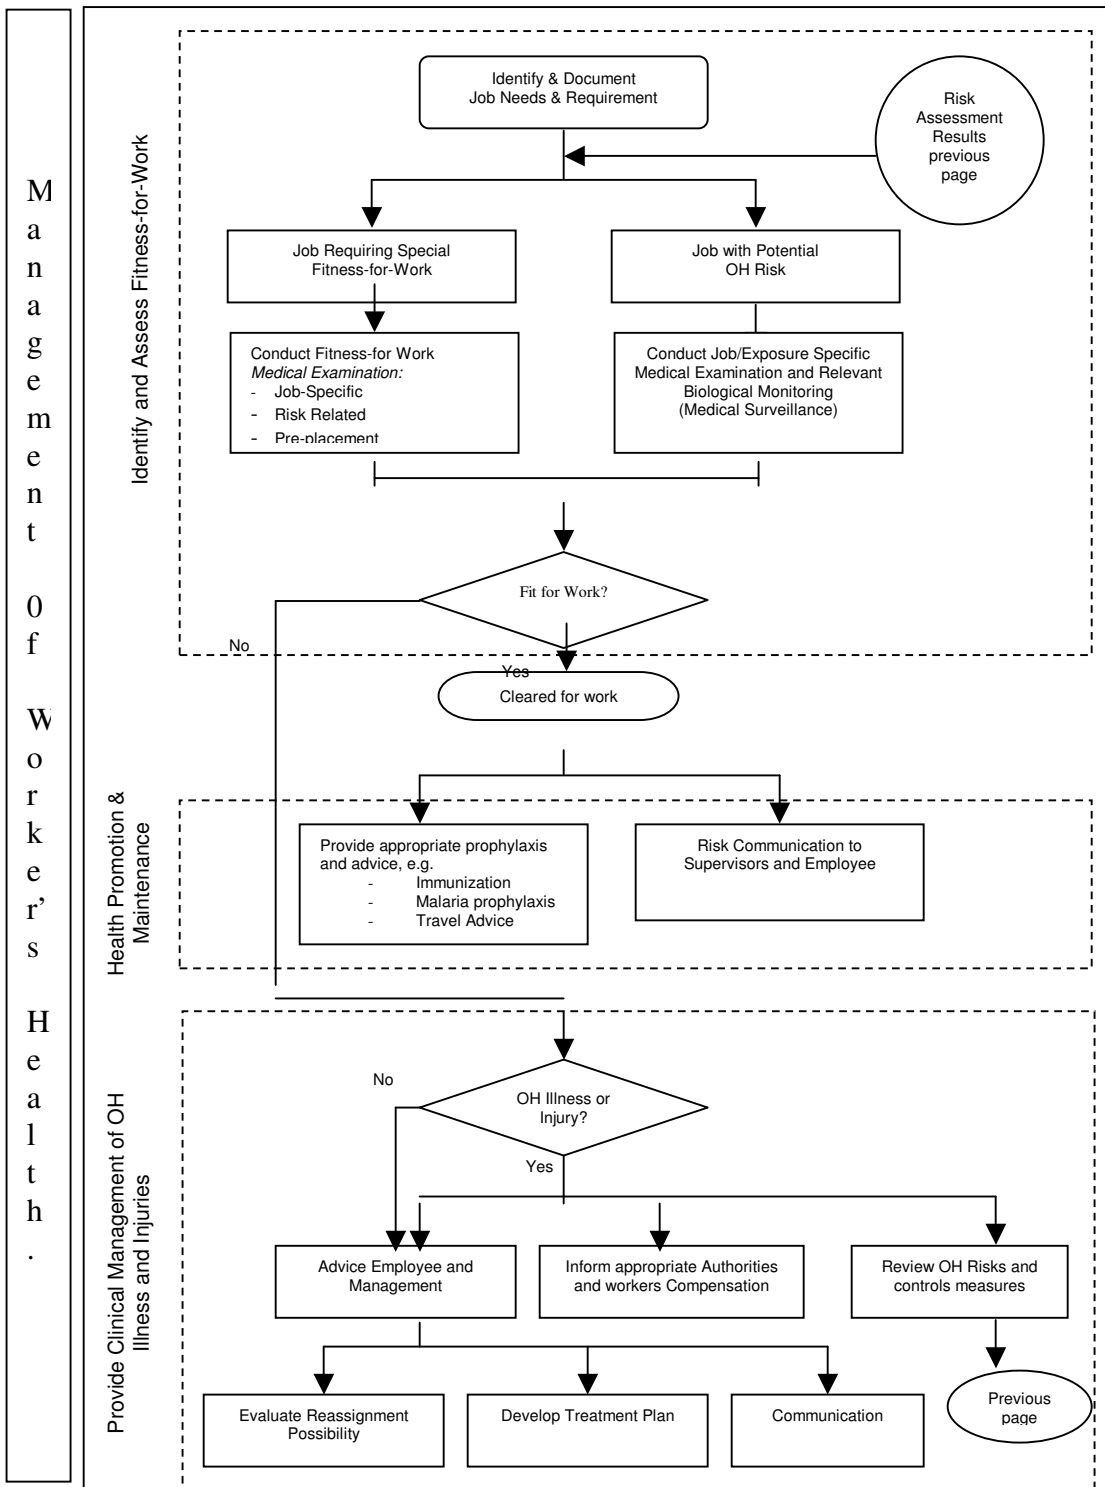 Management 0f Worker's Health.
Identify and Assess Fitness-for-Work
Identify & Document
Job Needs & Requirement
Risk
Assessment
Results
previous
page
Job Requiring Special
Fitness-for-Work
Job with Potential
OH Risk
Conduct Fitness-for Work
Medical Examination:
- Job-Specific
- Risk Related
- Pre-placement
Conduct Job/Exposure Specific
Medical Examination and Relevant
Biological Monitoring
(Medical Surveillance)
Fit for Work?
No
Yes
Cleared for work
Health Promotion &
Maintenance
Provide appropriate prophylaxis
and advice, e.g.
- Immunization
- Malaria prophylaxis
- Travel Advice
Risk Communication to
Supervisors and Employee
Provide Clinical Management of OH
Illness and Injuries
No
OH Illness or
Injury?
Yes
Advice Employee and
Management
Inform appropriate Authorities
and workers Compensation
Review OH Risks and
controls measures
Evaluate Reassignment
Possibility
Develop Treatment Plan
Communication
Previous
page